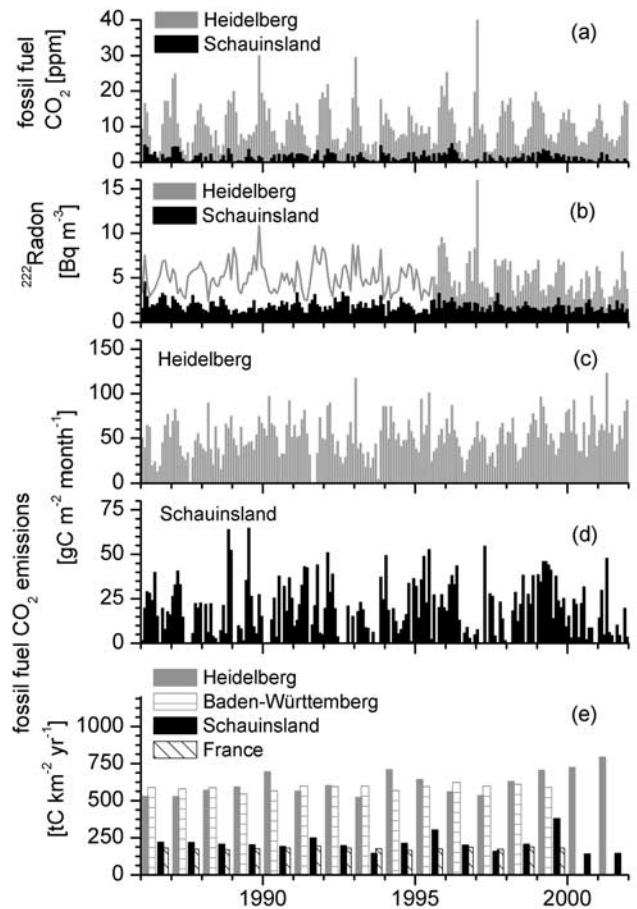 40
30
20
10
0
fossil fuel
CO2 [ppm]
Heidelberg
Schauinsland
(a)
15
10
5
0
222Radon
[Bq m-3]
Heidelberg
Schauinsland
(b)
150
100
50
0
Heidelberg
(c)
75
50
25
0
Schauinsland
(d)
fossil fuel CO2 emissions
[gC m-2 month-1]
[tC km-2 yr-1]
1000
750
500
250
0
Heidelberg
Baden-Württemberg
Schauinsland
France
(e)
1990
1995
2000